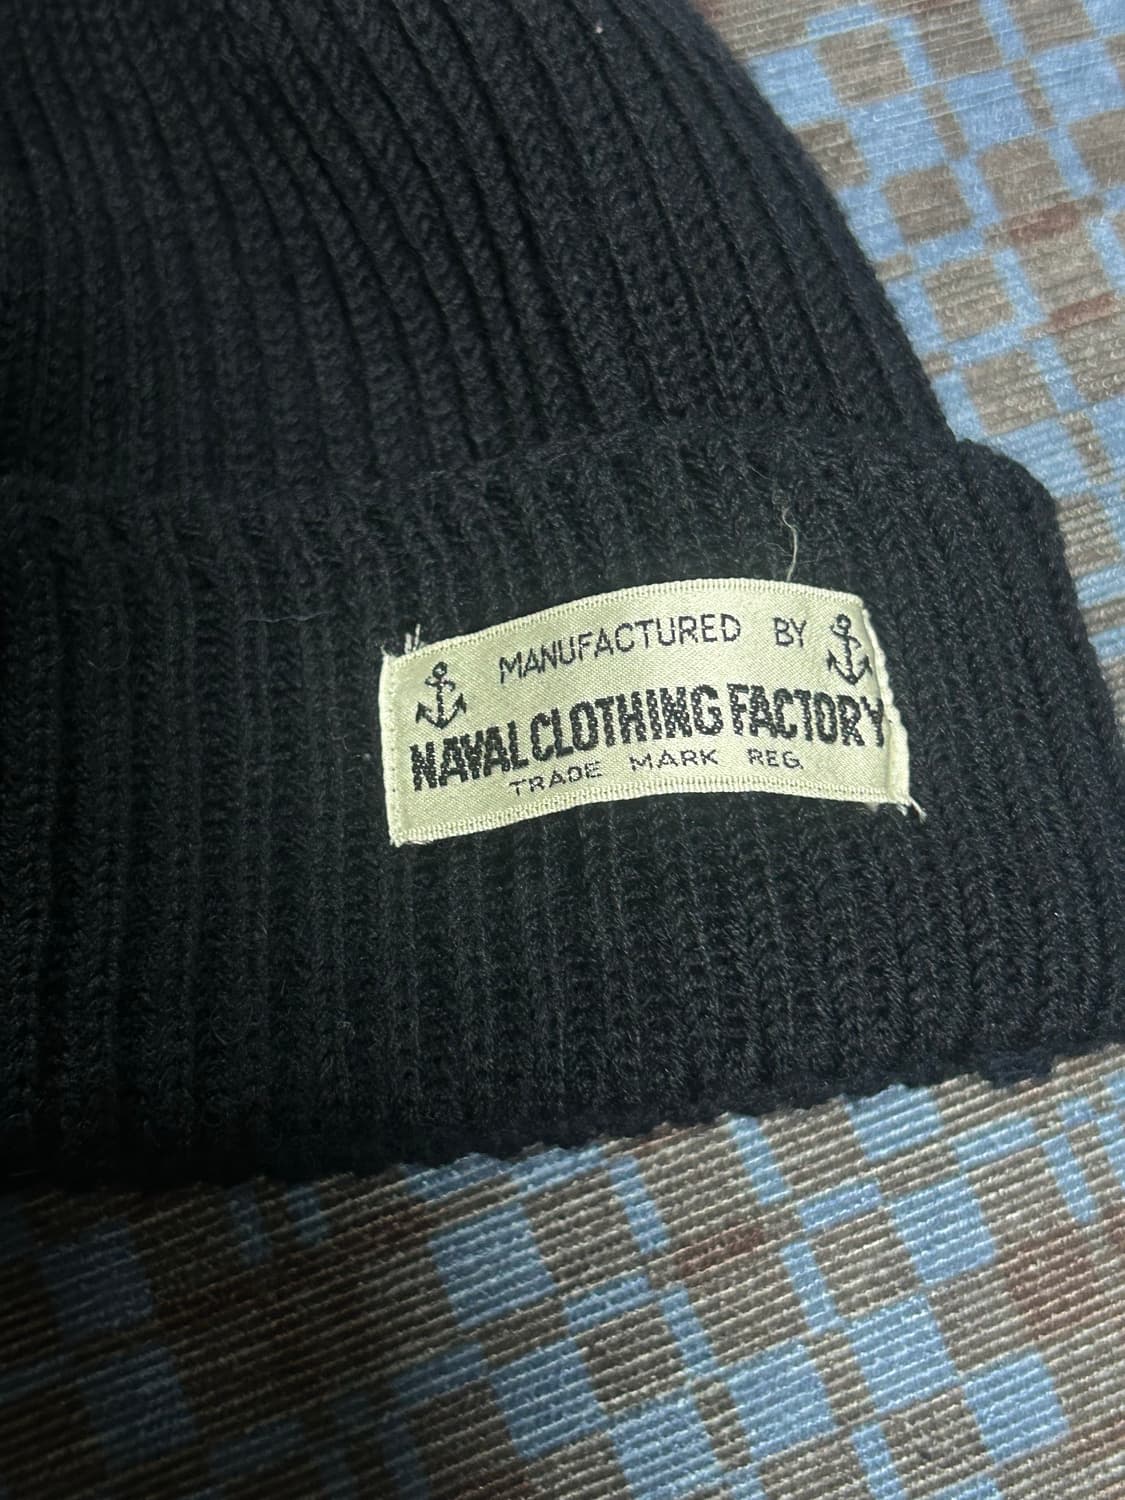 MANUFACTURED BY
NAVAL CLOTHING FACTORY
TRADE MARK REG.